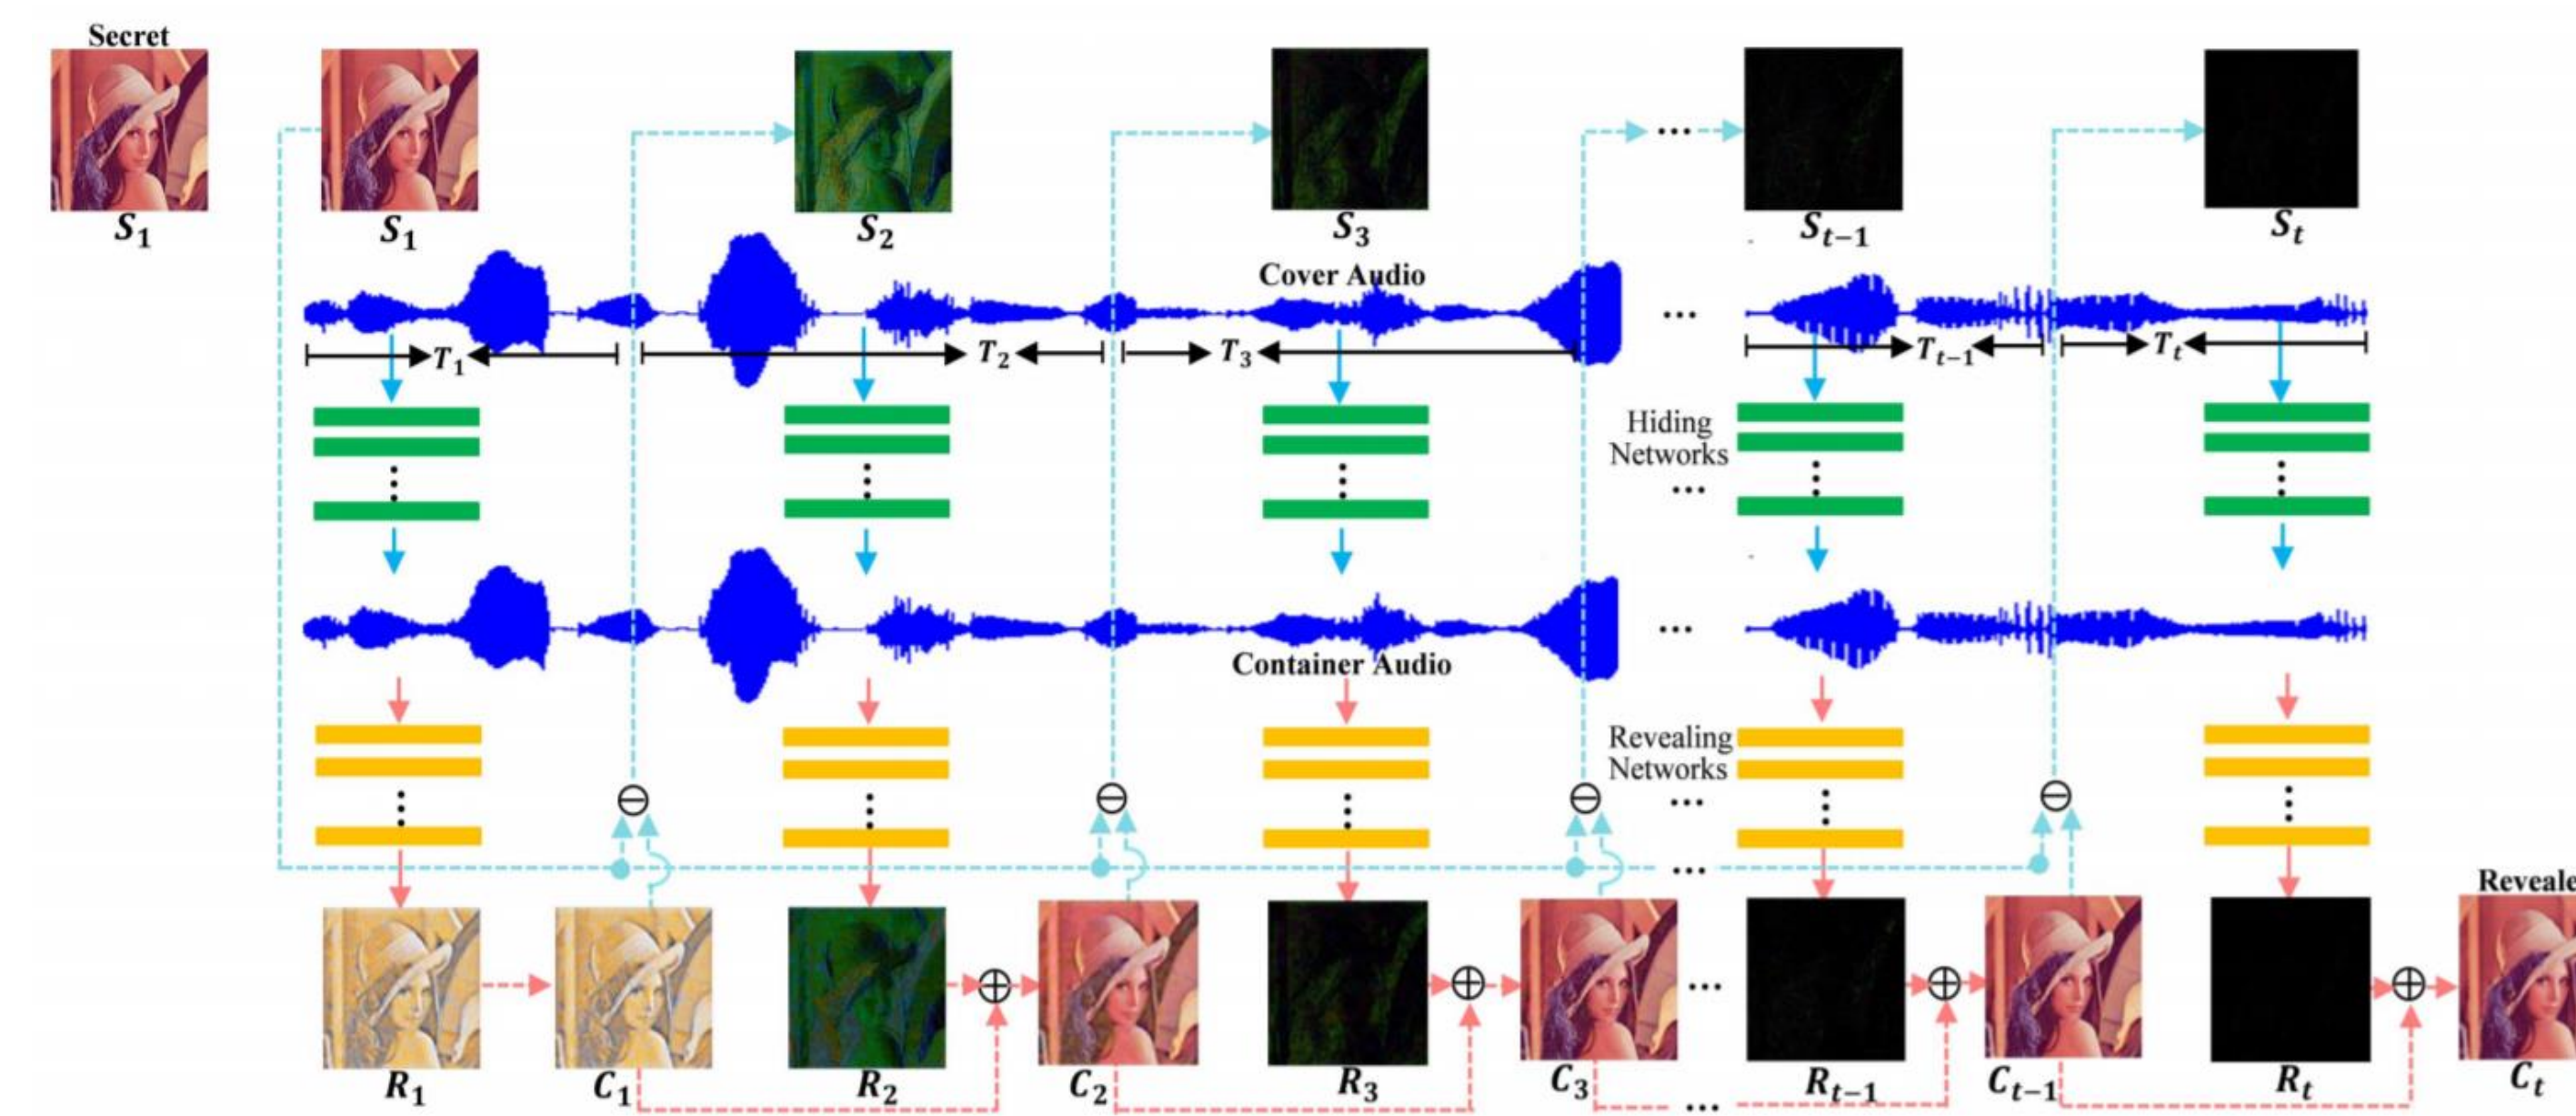 Secret
S₁
S₁
S₂
S₃
Sₜ₋₁
Sₜ
Cover Audio
...
T₁
T₂
T₃
Tₜ₋₁
Tₜ
Hiding
Networks
...
...
Container Audio
Revealing
Networks
...
...
Reveale
...
R₁
C₁
R₂
C₂
R₃
C₃
Rₜ₋₁
Cₜ₋₁
Rₜ
Cₜ
...